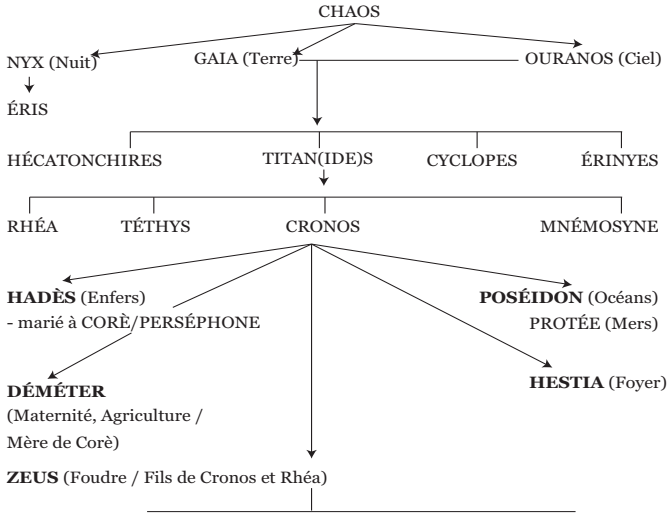 CHAOS
NYX (Nuit)
GAIA (Terre)
OURANOS (Ciel)
ÉRIS
HÉCATONCHIRES
TITAN(IDE)S
CYCLOPES
ÉRINYES
RHÉA
TÉTHYS
CRONOS
MNÉMOSYNE
HADÈS (Enfers)
- marié à CORÈ/PERSÉPHONE
POSÉIDON (Océans)
PROTÉE (Mers)
DÉMÉTER
(Maternité, Agriculture /
Mère de Corè)
HESTIA (Foyer)
ZEUS (Foudre / Fils de Cronos et Rhéa)